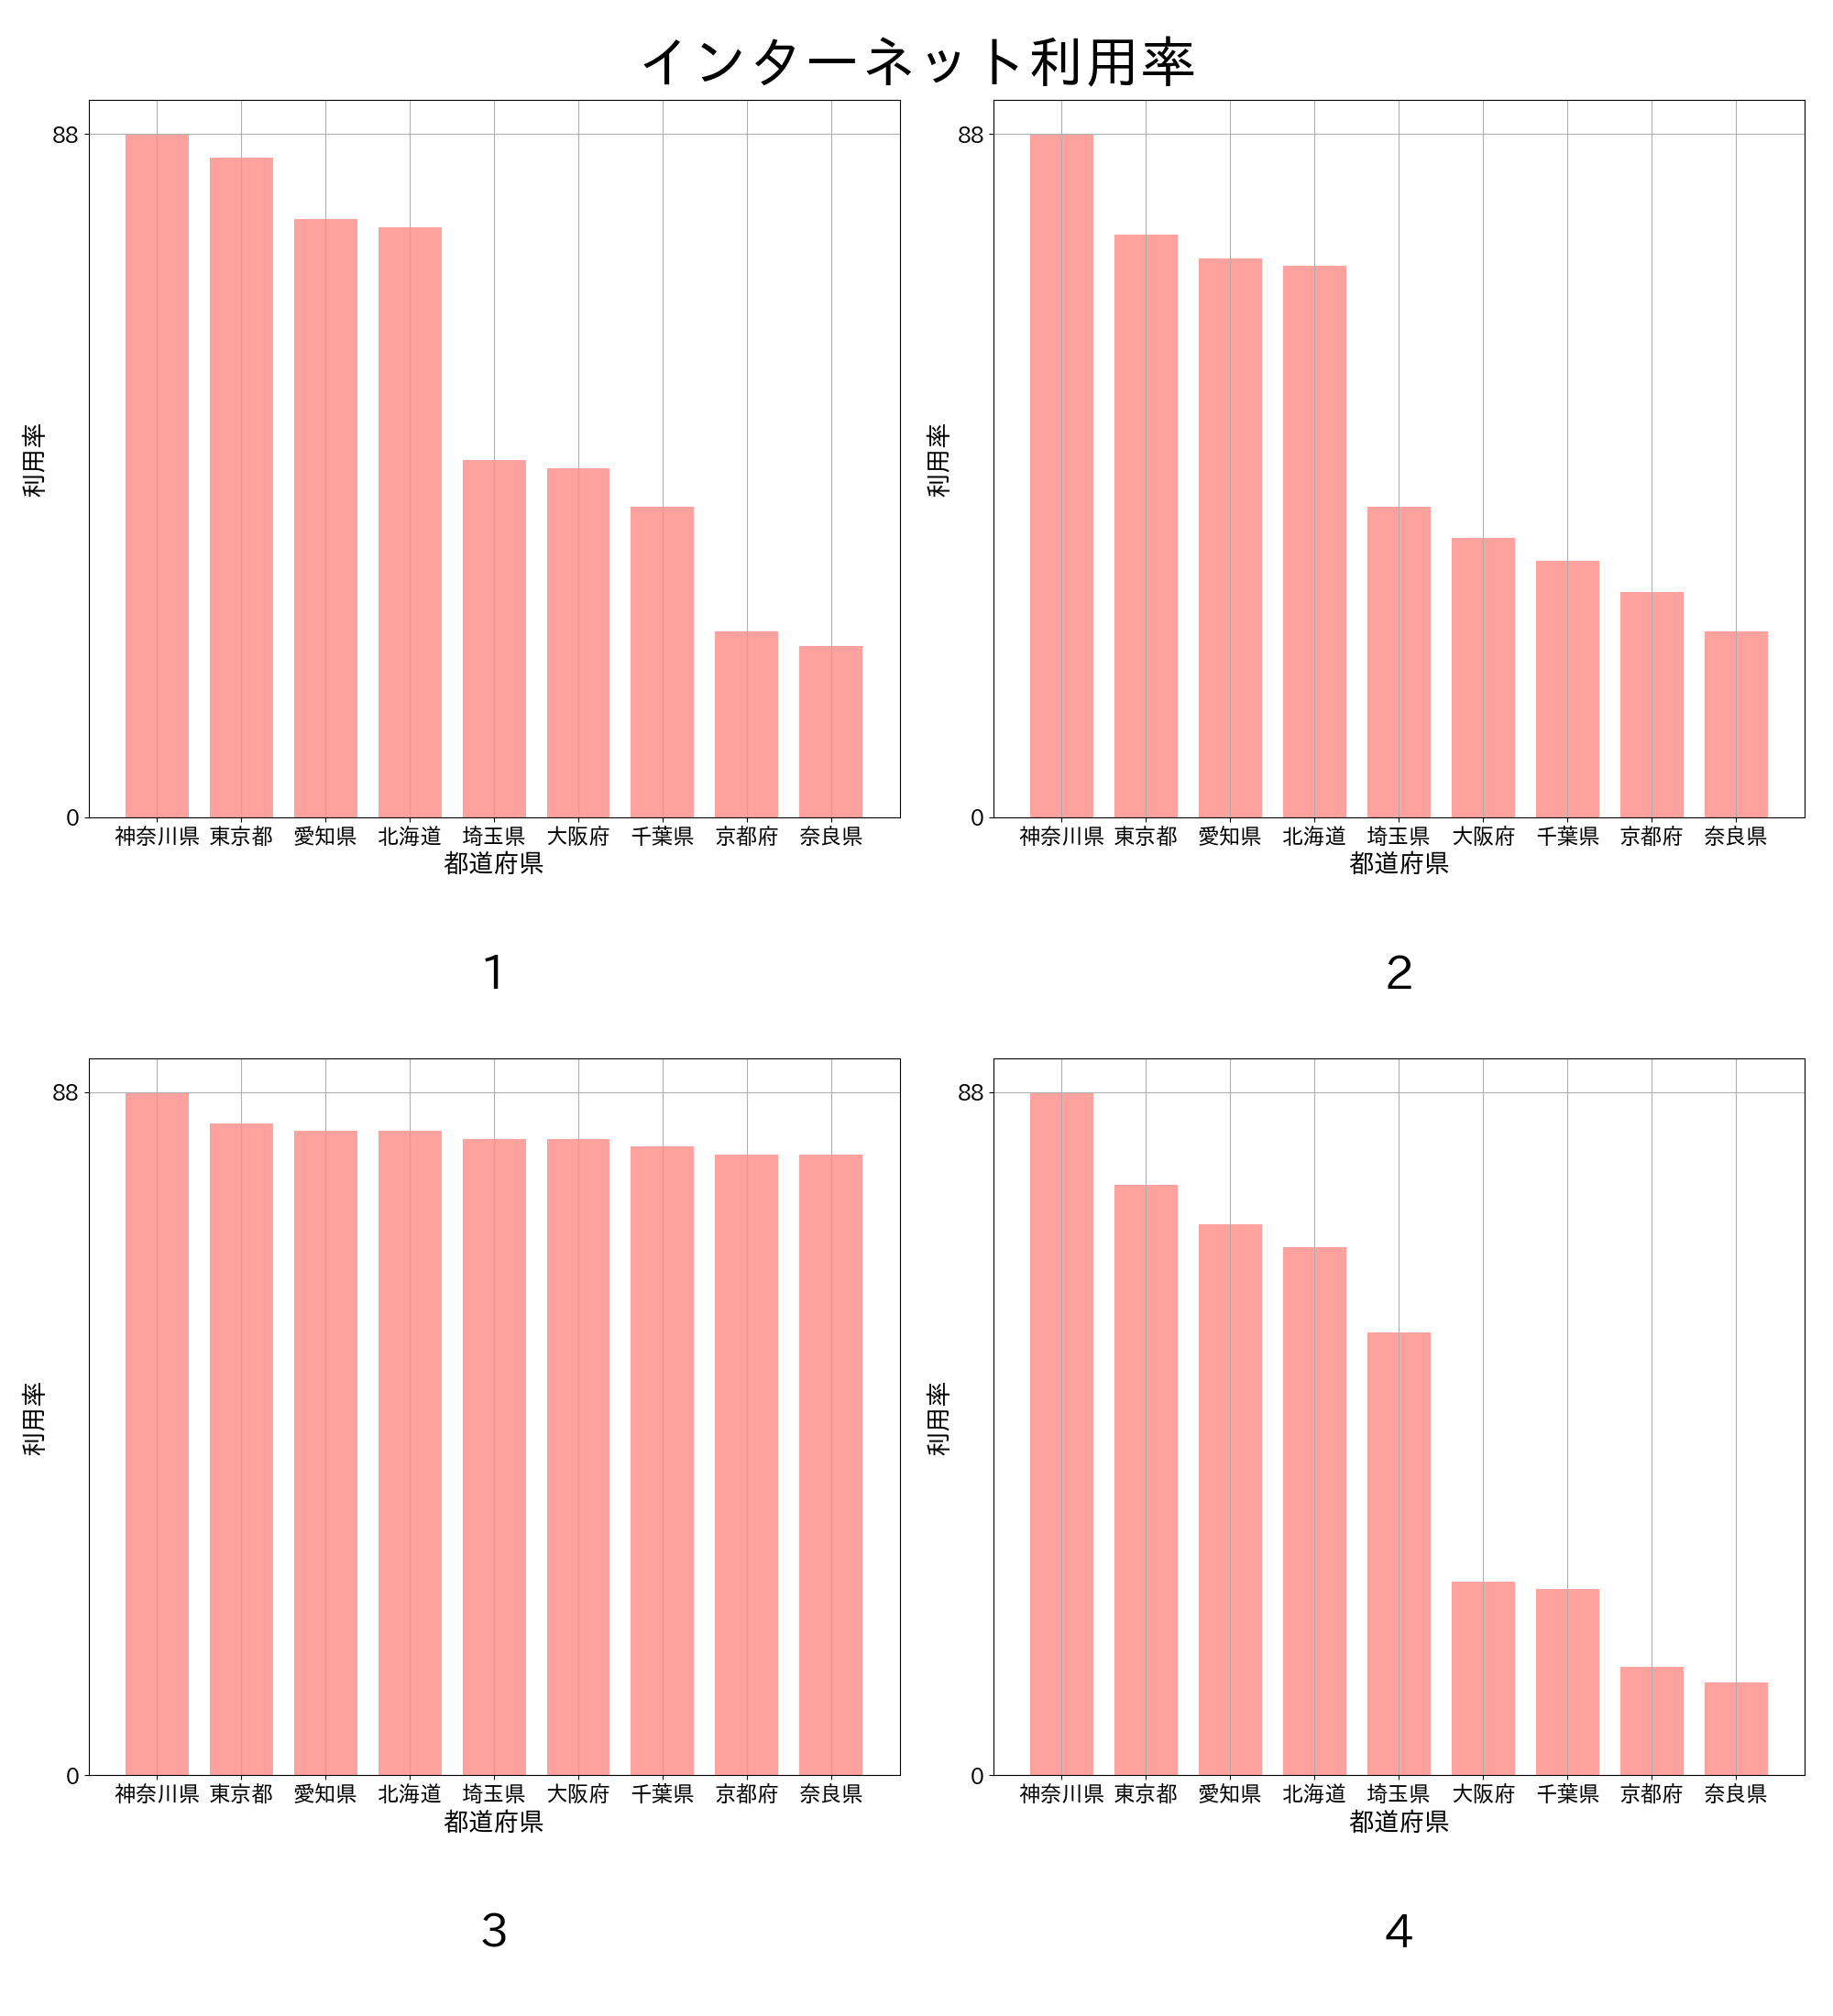 インターネット利用率
88
0
利用率
神奈川県 東京都 愛知県 北海道 埼玉県 大阪府 千葉県 京都府 奈良県
都道府県
1
88
0
利用率
神奈川県 東京都 愛知県 北海道 埼玉県 大阪府 千葉県 京都府 奈良県
都道府県
2
88
0
利用率
神奈川県 東京都 愛知県 北海道 埼玉県 大阪府 千葉県 京都府 奈良県
都道府県
3
88
0
利用率
神奈川県 東京都 愛知県 北海道 埼玉県 大阪府 千葉県 京都府 奈良県
都道府県
4